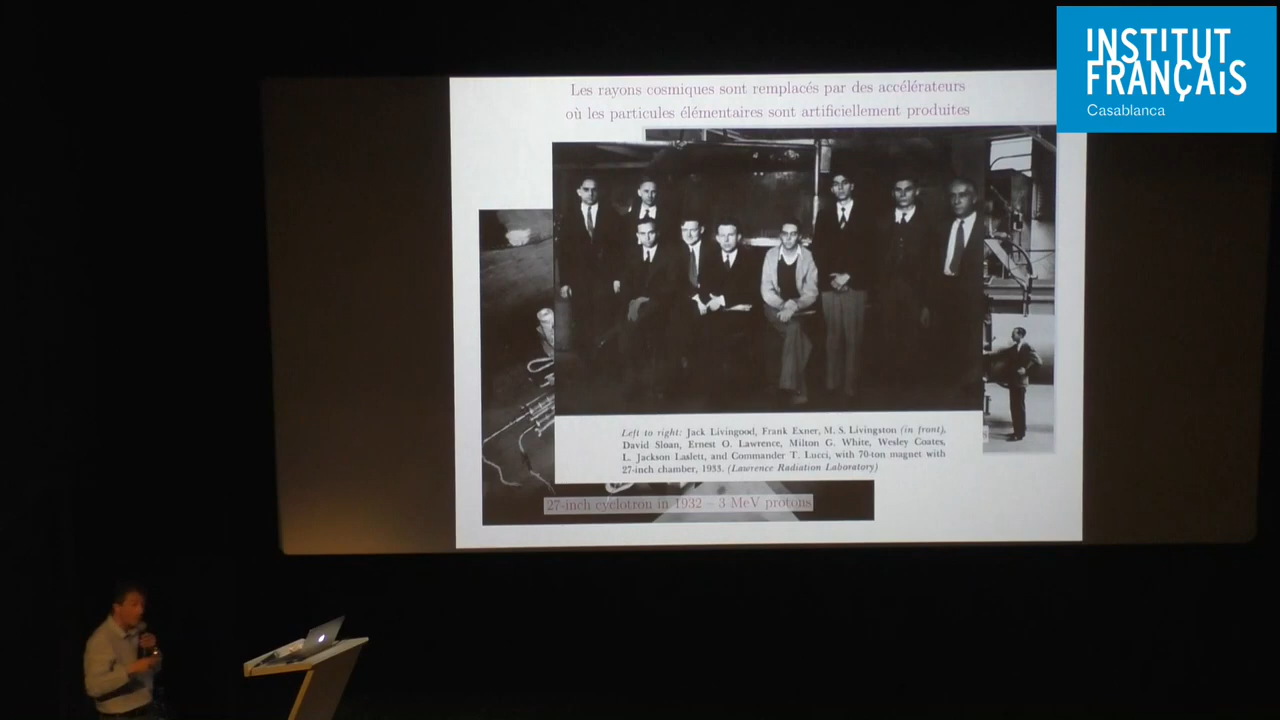 INSTITUT
FRANÇAIS
Casablanca
Les rayons cosmiques sont remplacés par des accélérateurs
où les particules élémentaires sont artificiellement produites
Left to right: Jack Livingood, Frank Exner, M. S. Livingston (in front),
David Sloan, Ernest O. Lawrence, Milton G. White, Wesley Coates,
L. Jackson Laslett, and Commander T. Lucci, with 70-ton magnet with
27-inch chamber, 1933. (Lawrence Radiation Laboratory)
27-inch cyclotron in 1932 – 3 MeV protons